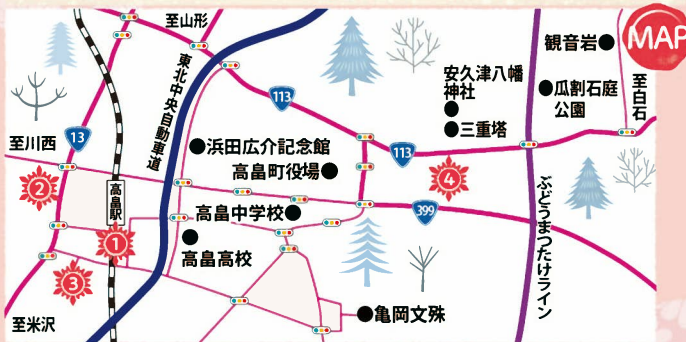 至山形
MAP
観音岩
東北中央自動車道
安久津八幡
神社
瓜割石庭
公園
至白石
113
三重塔
13
至川西
浜田広介記念館
113
高畠町役場
2
4
高畠駅
ぶどうまつたけライン
高畠中学校
399
1
高畠高校
3
亀岡文殊
至米沢